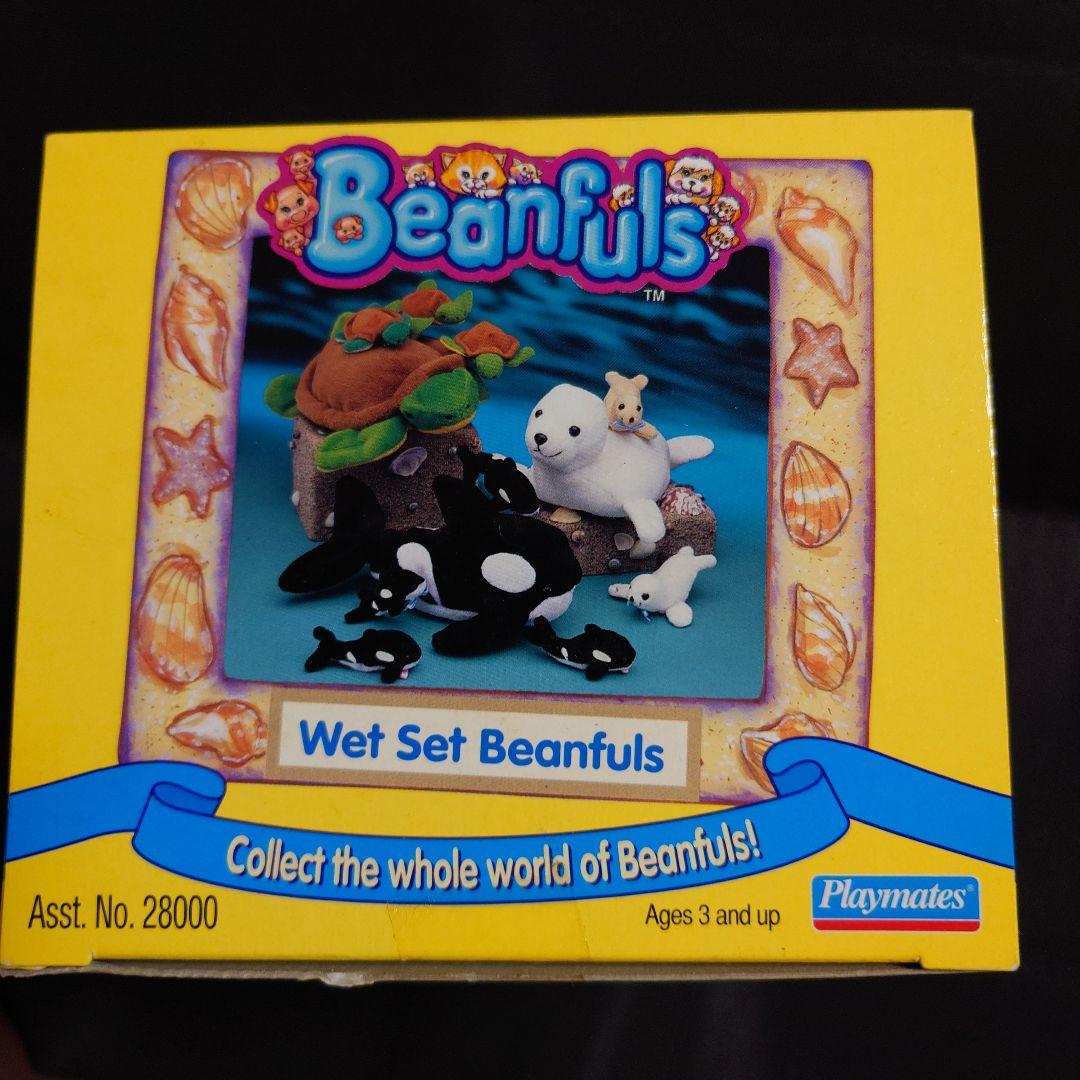 Beanfuls
TM
Wet Set Beanfuls
Collect the whole world of Beanfuls!
Asst. No. 28000
Ages 3 and up
Playmates®